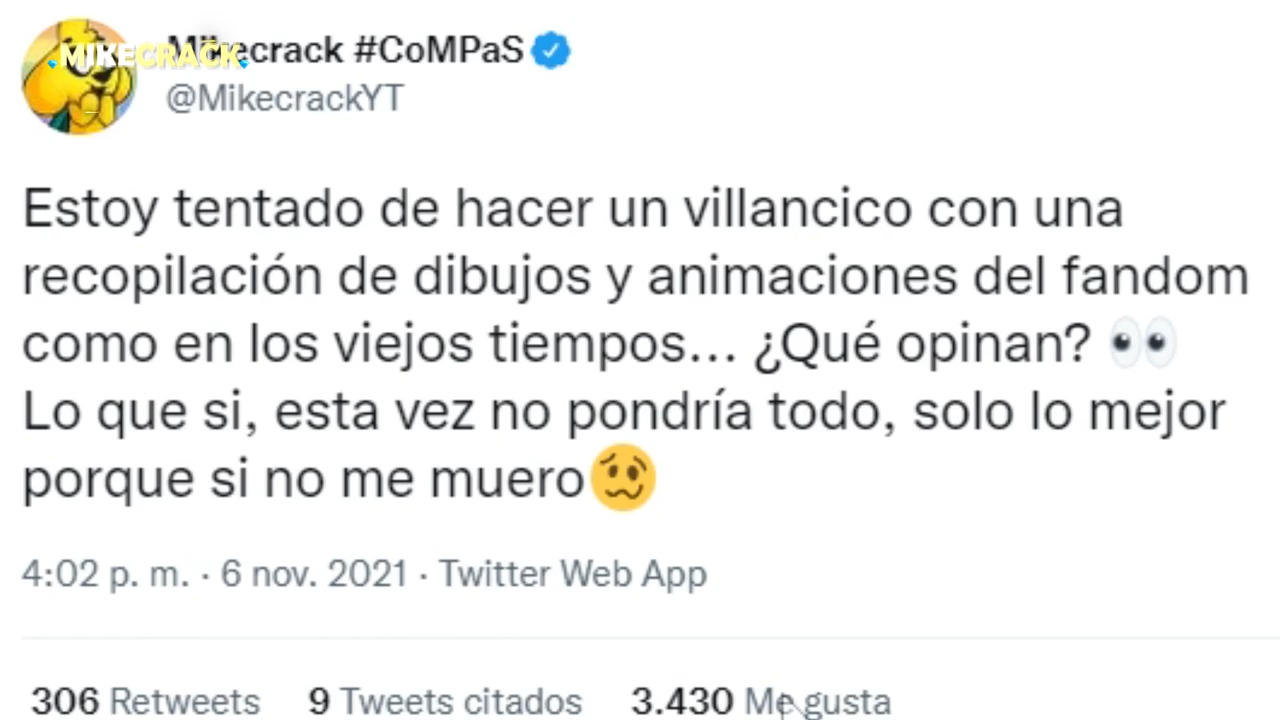 Mikecrack #CoMPaS
MIKECRACK
@MikecrackYT
Estoy tentado de hacer un villancico con una
recopilación de dibujos y animaciones del fandom
como en los viejos tiempos... ¿Qué opinan? 👀
Lo que si, esta vez no pondría todo, solo lo mejor
porque si no me muero🥴
4:02 p. m. · 6 nov. 2021 · Twitter Web App
306 Retweets 9 Tweets citados 3.430 Me gusta